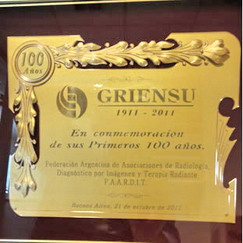 100
Años
GRIENSU
1911 - 2011
En conmemoración
de sus Primeros 100 años.
Federación Argentina de Asociaciones de Radiología,
Diagnóstico por Imágenes y Terapia Radiante
F.A.A.R.D.I.T.
Buenos Aires, 21 de octubre de 2011